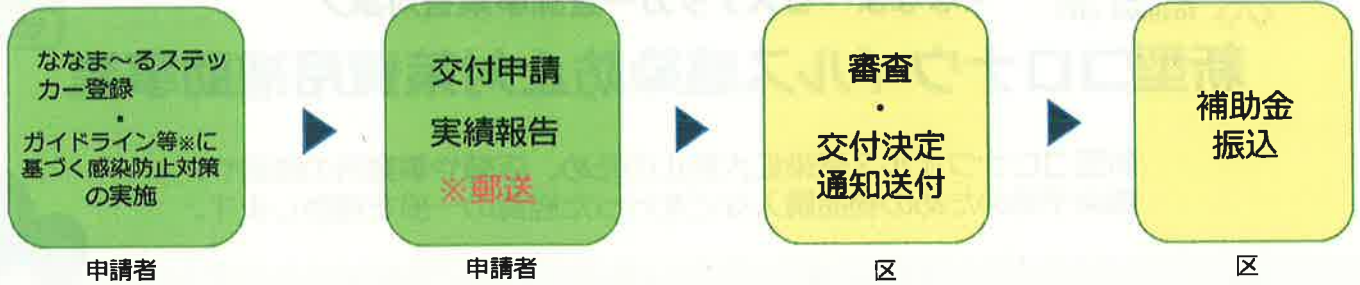 ななま～るステッ
カー登録
・
ガイドライン等※に
基づく感染防止対策
の実施
申請者
交付申請
実績報告
※郵送
申請者
審査
・
交付決定
通知送付
区
補助金
振込
区